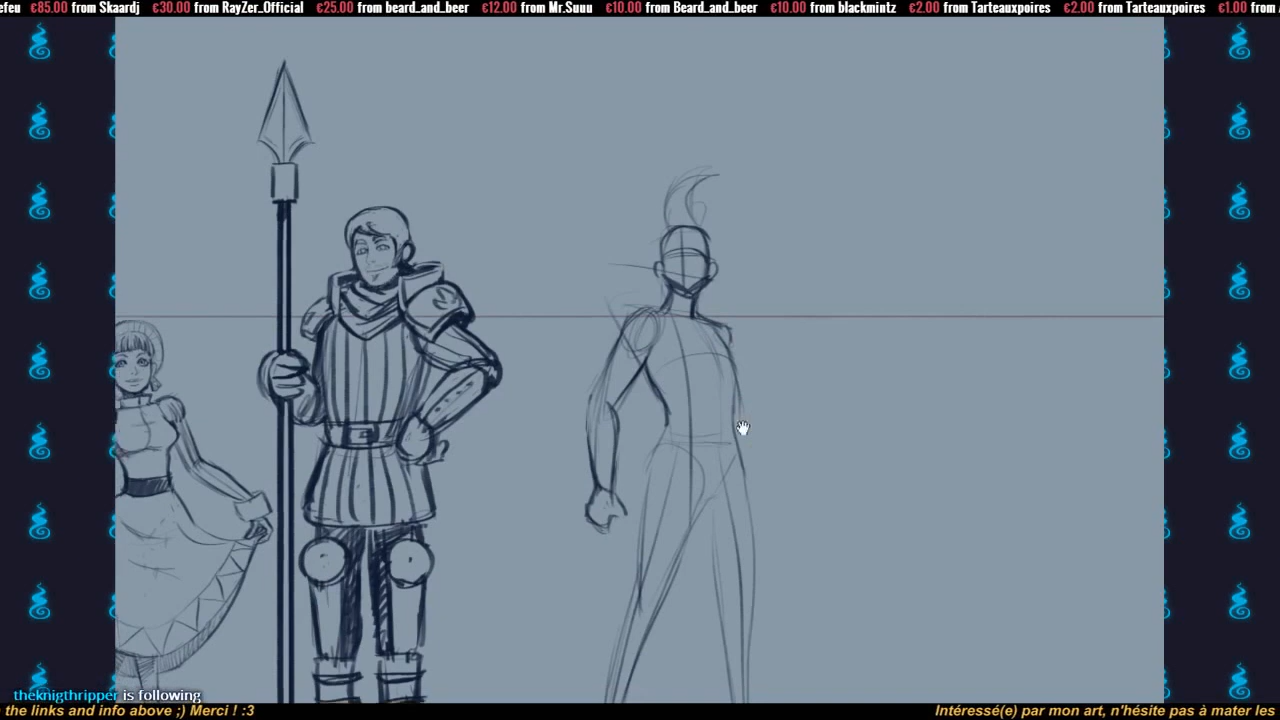 efeu €85.00 from Skaardj €30.00 from RayZer_Official €25.00 from beard_and_beer €12.00 from Mr.Suuu €10.00 from Beard_and_beer €10.00 from blackmintz €2.00 from Tarteauxpoires €2.00 from Tarteauxpoires €1.00 from
theknigthripper is following
the links and info above ;) Merci ! :3 Intéressé(e) par mon art, n'hésite pas à mater les